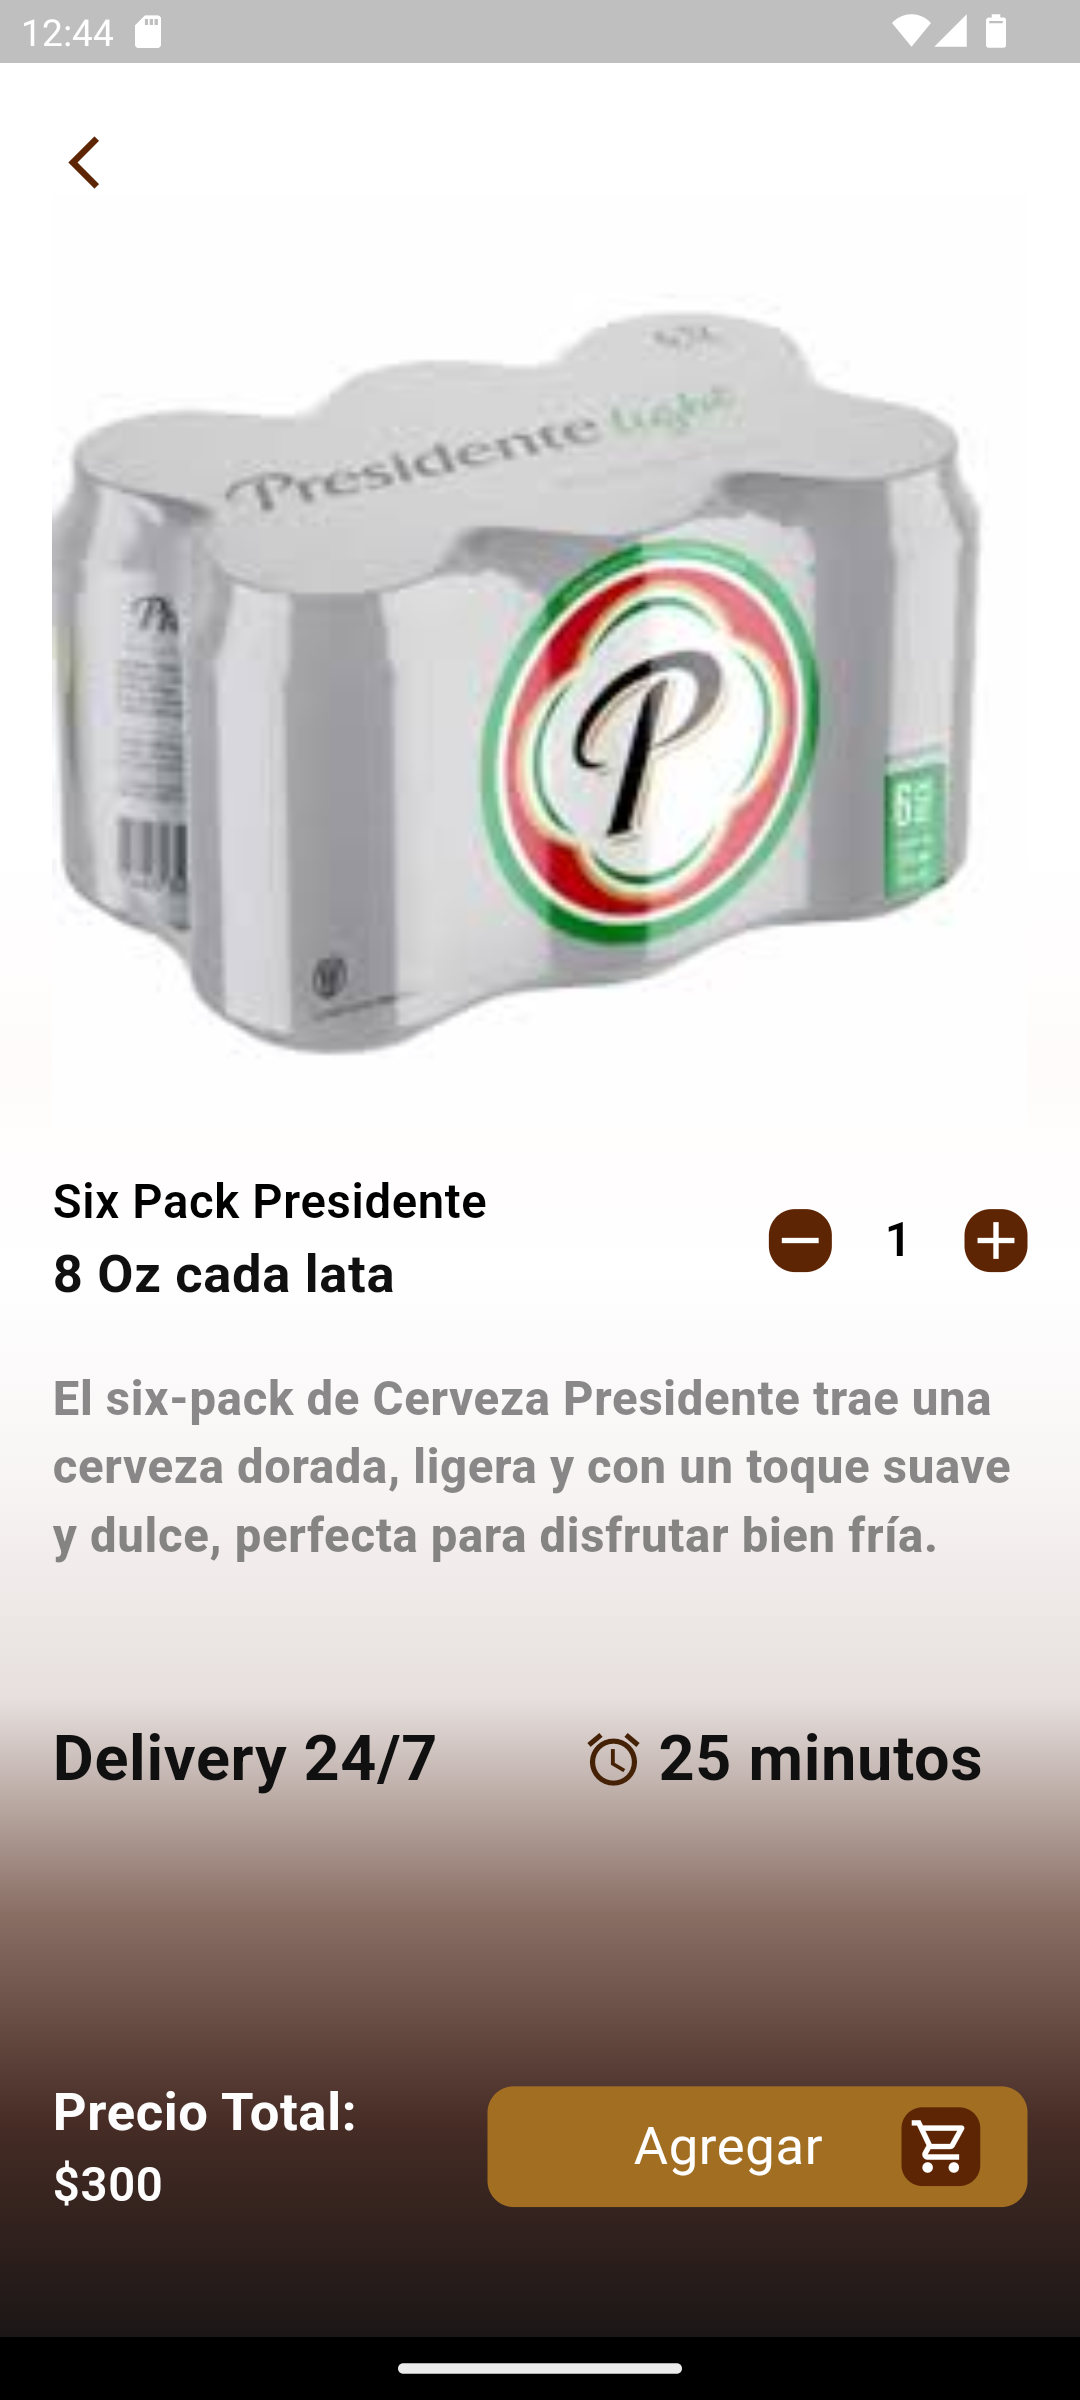 12:44
Presidente light
P
6 PACK
Six Pack Presidente
8 Oz cada lata
1
El six-pack de Cerveza Presidente trae una
cerveza dorada, ligera y con un toque suave
y dulce, perfecta para disfrutar bien fría.
Delivery 24/7
25 minutos
Precio Total:
$300
Agregar